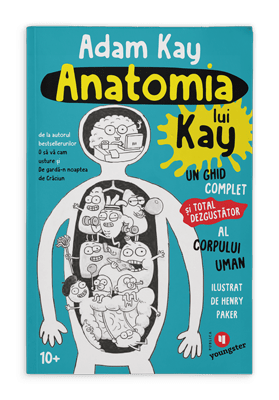 Adam Kay
Anatomia
lui
Kay
de la autorul
bestsellerurilor
O să vă cam
usture și
De gardă-n noaptea
de Crăciun
UN GHID
COMPLET
ȘI TOTAL
DEZGUSTĂTOR
AL
CORPULUI
UMAN
ILUSTRAT
DE HENRY
PAKER
10+
PUBLICA
youngster